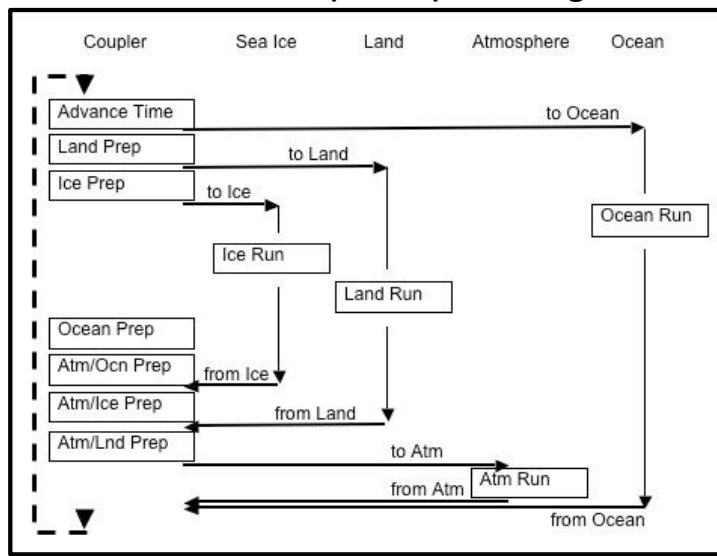 Coupler Sea Ice Land Atmosphere Ocean
Advance Time
to Ocean
Land Prep
to Land
Ice Prep
to Ice
Ocean Run
Ice Run
Land Run
Ocean Prep
Atm/Ocn Prep
from Ice
Atm/Ice Prep
from Land
Atm/Lnd Prep
to Atm
Atm Run
from Atm
from Ocean